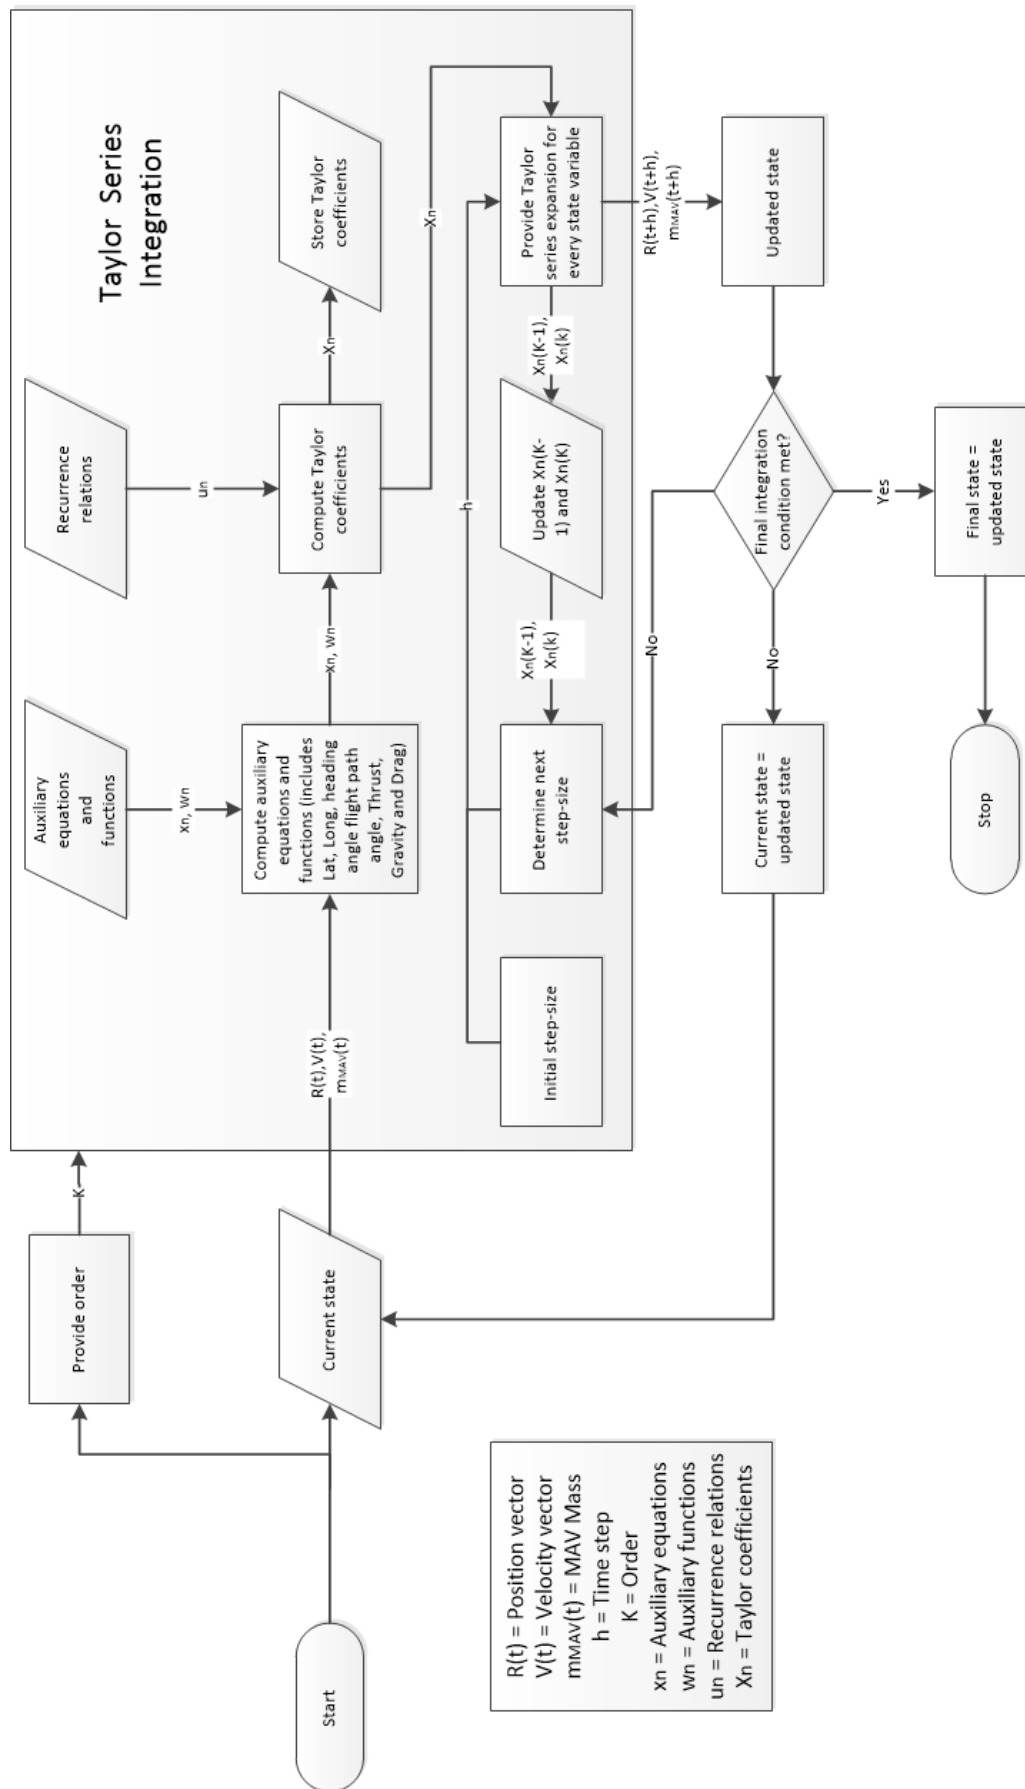 Start
Provide order
K
Current state
R(t) = Position vector
V(t) = Velocity vector
mMAV(t) = MAV Mass
h = Time step
K = Order
xn = Auxiliary equations
wn = Auxiliary functions
un = Recurrence relations
Xn = Taylor coefficients
Taylor Series
Integration
Auxiliary
equations
and
functions
xn, wn
Recurrence
relations
un
R(t),V(t),
mMAV(t)
Compute auxiliary
equations and
functions (includes
Lat, Long, heading
angle flight path
angle, Thrust,
Gravity and Drag)
xn, wn
Compute Taylor
coefficients
Xn
Store Taylor
coefficients
Xn
h
Initial step-size
Determine next
step-size
Xn(K-1),
Xn(k)
Update Xn(K-
1) and Xn(K)
Xn(K-1),
Xn(k)
Provide Taylor
series expansion for
every state variable
R(t+h),V(t+h),
mMAV(t+h)
Updated state
No
Final integration
condition met?
No
Current state =
updated state
Yes
Final state =
updated state
Stop